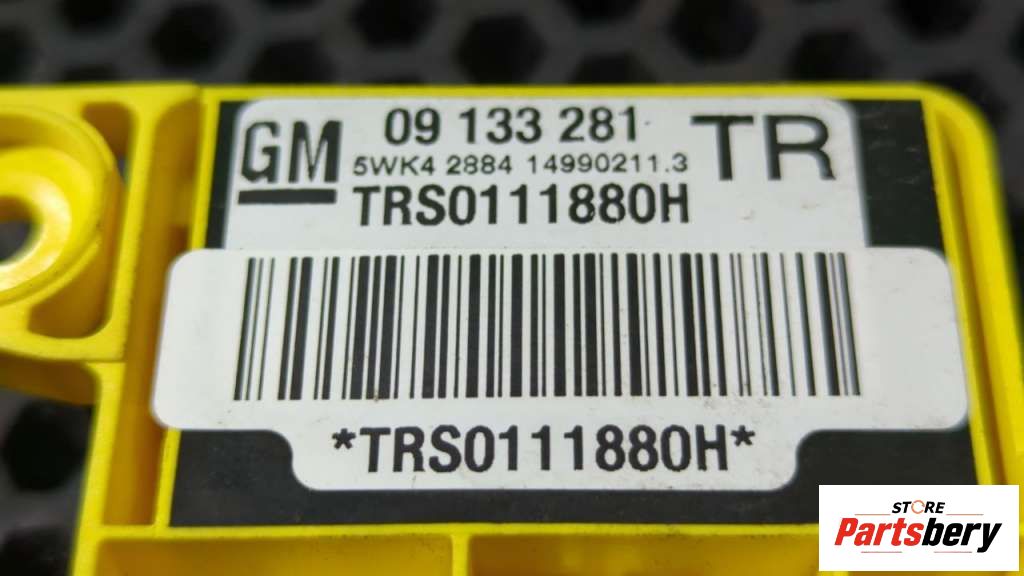 GM
09 133 281
TR
5WK4 2884 14990211.3
TRS0111880H
*TRS0111880H*
STORE
Partsbery